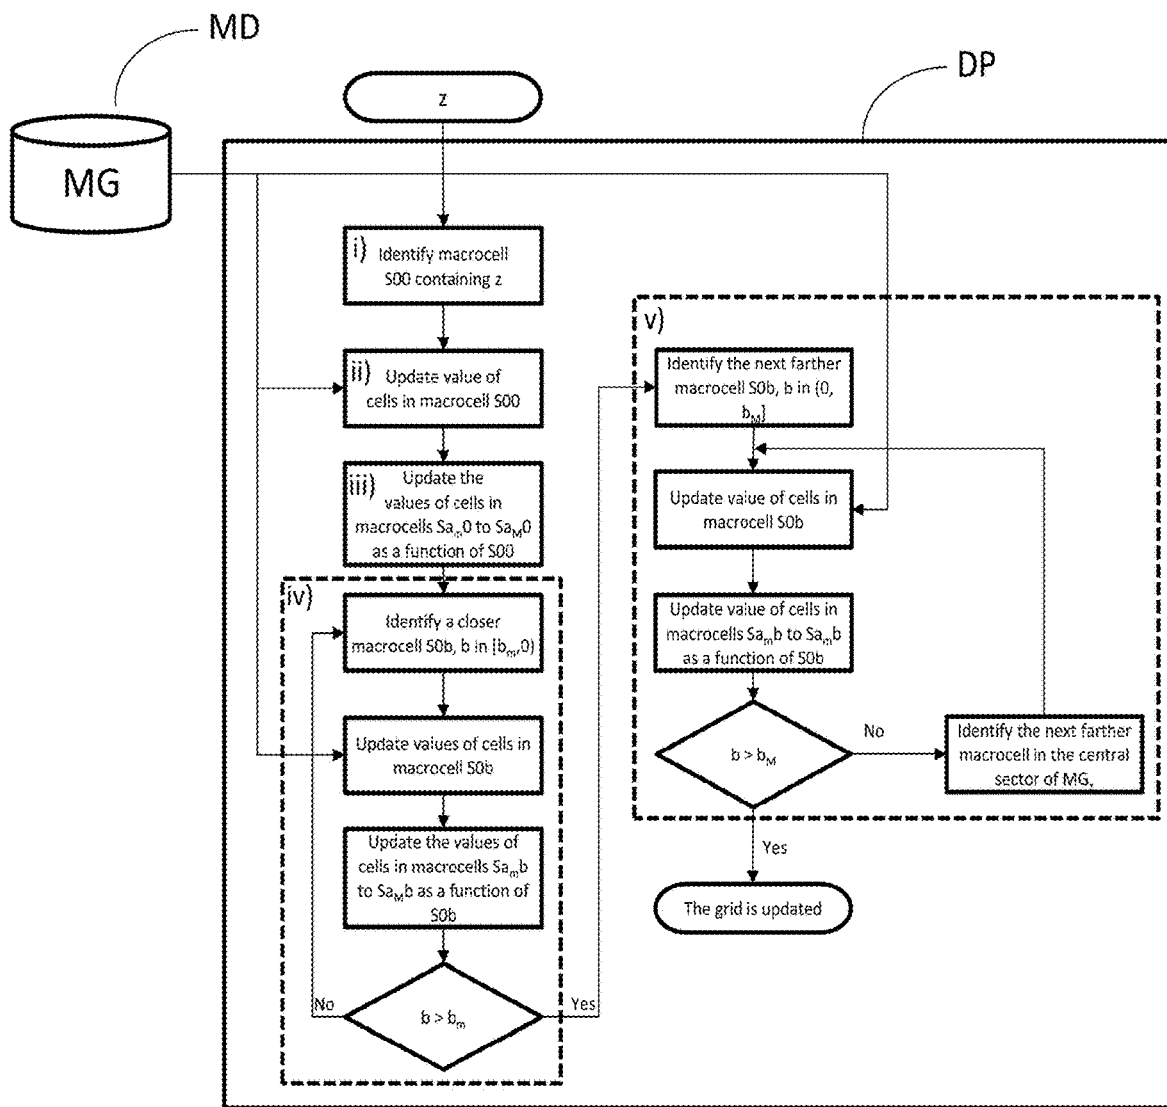 MD
DP
z
MG
i)
Identify macrocell
S00 containing z
ii)
Update value of
cells in macrocell S00
iii)
Update the
values of cells in
macrocells Saₘ0 to Sa_M0
as a function of S00
iv)
Identify a closer
macrocell S0b, b in [bₘ,0)
Update values of cells in
macrocell S0b
Update the values of
cells in macrocells Saₘb
to Sa_Mb as a function of
S0b
b > bₘ
No
Yes
v)
Identify the next farther
macrocell S0b, b in (0,
b_M]
Update value of cells in
macrocell S0b
Update value of cells in
macrocells Saₘb to Saₘb
as a function of S0b
b > b_M
No
Identify the next farther
macrocell in the central
sector of MG,
Yes
The grid is updated